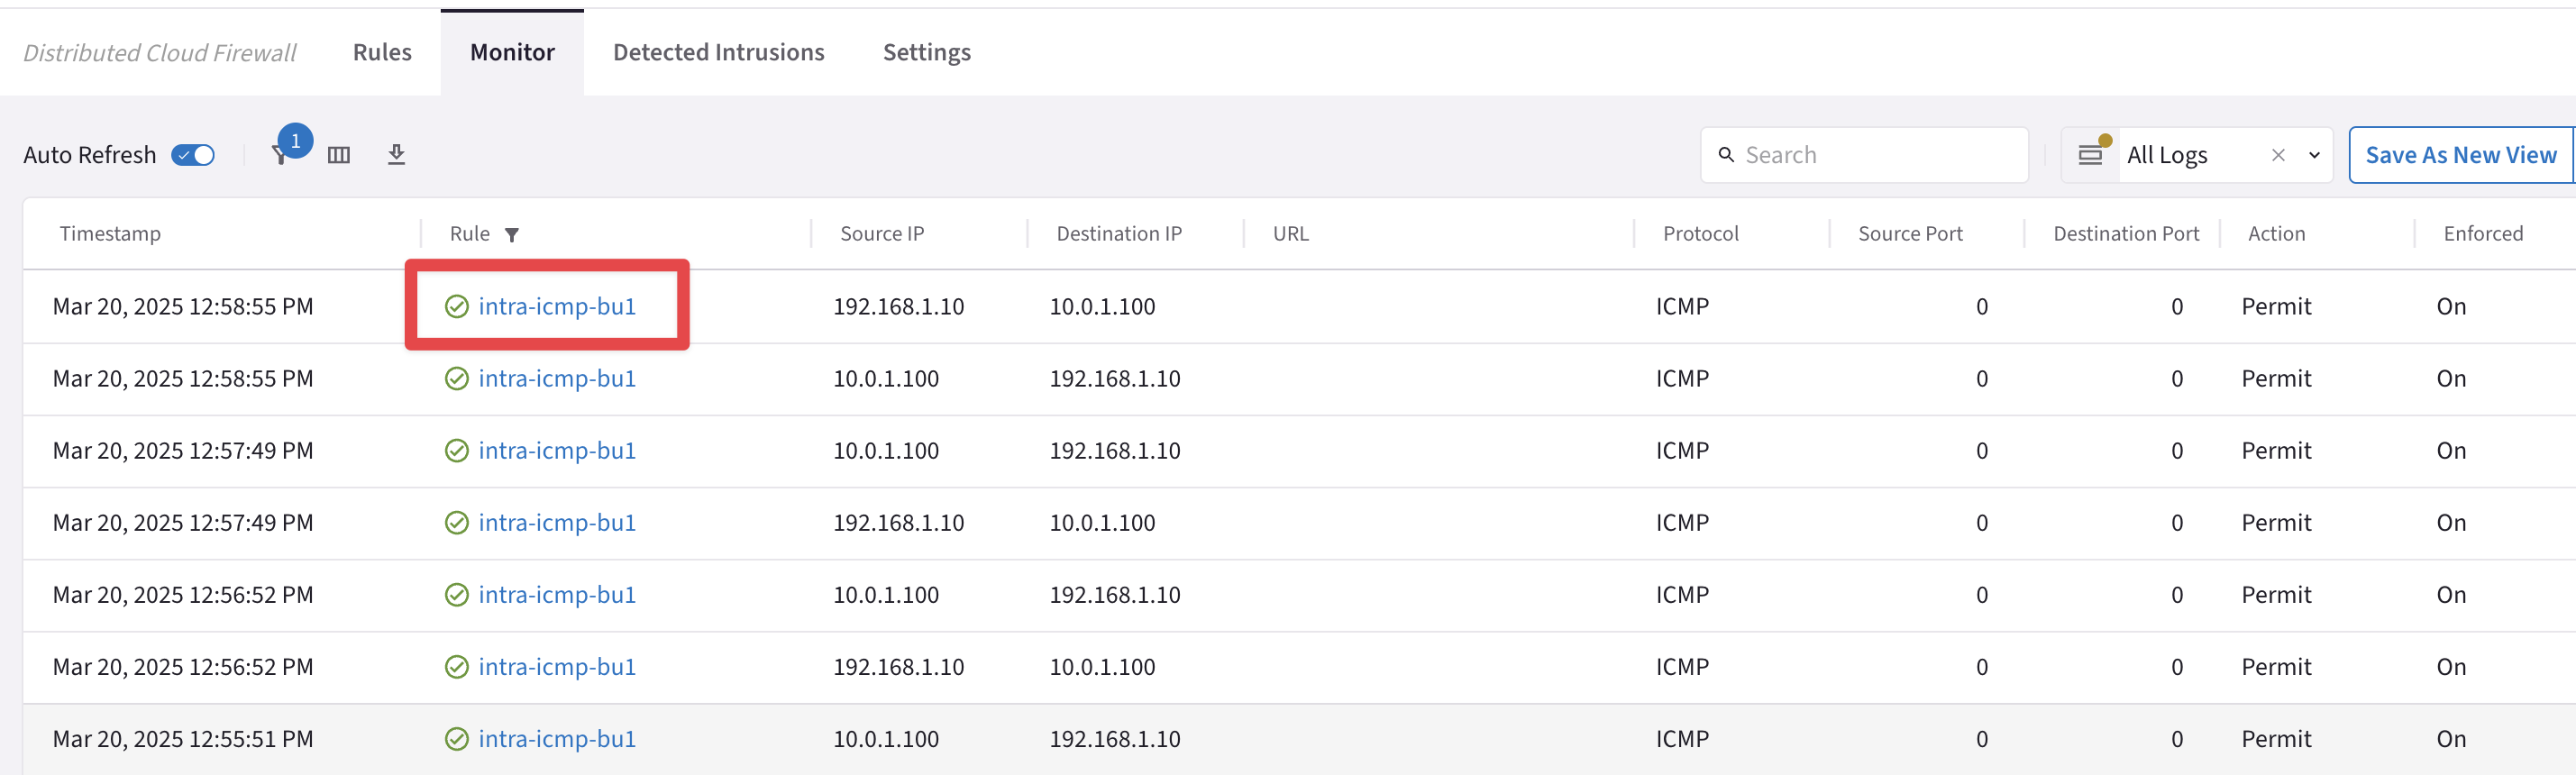 Distributed Cloud Firewall Rules Monitor Detected Intrusions Settings
Auto Refresh 1 Search All Logs Save As New View
Timestamp Rule Source IP Destination IP URL Protocol Source Port Destination Port Action Enforced
Mar 20, 2025 12:58:55 PM intra-icmp-bu1 192.168.1.10 10.0.1.100 ICMP 0 0 Permit On
Mar 20, 2025 12:58:55 PM intra-icmp-bu1 10.0.1.100 192.168.1.10 ICMP 0 0 Permit On
Mar 20, 2025 12:57:49 PM intra-icmp-bu1 10.0.1.100 192.168.1.10 ICMP 0 0 Permit On
Mar 20, 2025 12:57:49 PM intra-icmp-bu1 192.168.1.10 10.0.1.100 ICMP 0 0 Permit On
Mar 20, 2025 12:56:52 PM intra-icmp-bu1 10.0.1.100 192.168.1.10 ICMP 0 0 Permit On
Mar 20, 2025 12:56:52 PM intra-icmp-bu1 192.168.1.10 10.0.1.100 ICMP 0 0 Permit On
Mar 20, 2025 12:55:51 PM intra-icmp-bu1 10.0.1.100 192.168.1.10 ICMP 0 0 Permit On